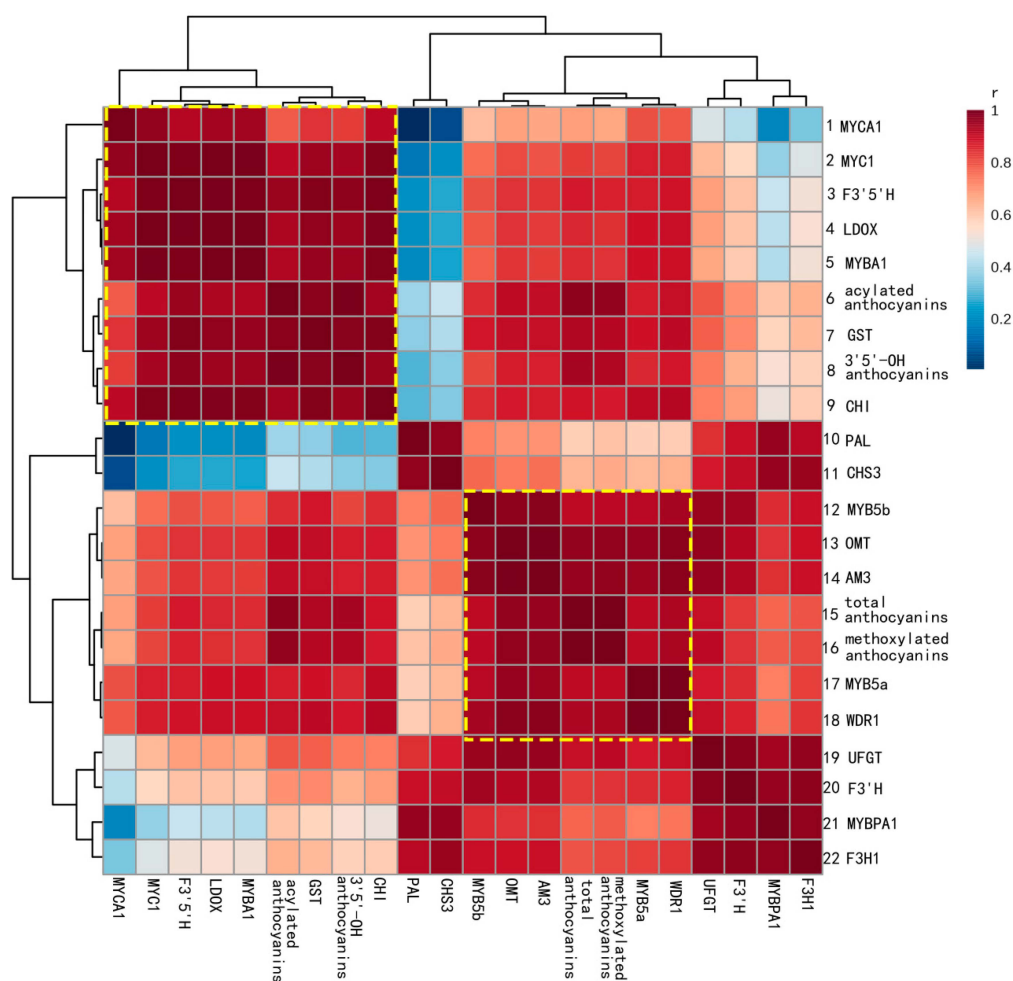 r
1
0.8
0.6
0.4
0.2
1 MYCA1
2 MYC1
3 F3'5'H
4 LDOX
5 MYBA1
6 acylated
anthocyanins
7 GST
8 3'5'-OH
anthocyanins
9 CHI
10 PAL
11 CHS3
12 MYB5b
13 OMT
14 AM3
15 total
anthocyanins
16 methoxylated
anthocyanins
17 MYB5a
18 WDR1
19 UFGT
20 F3'H
21 MYBPA1
22 F3H1
MYCA1
MYC1
F3'5'H
LDOX
MYBA1
acylated
anthocyanins
GST
3'5'-OH
anthocyanins
CHI
PAL
CHS3
MYB5b
OMT
AM3
total
anthocyanins
methoxylated
anthocyanins
MYB5a
WDR1
UFGT
F3'H
MYBPA1
F3H1